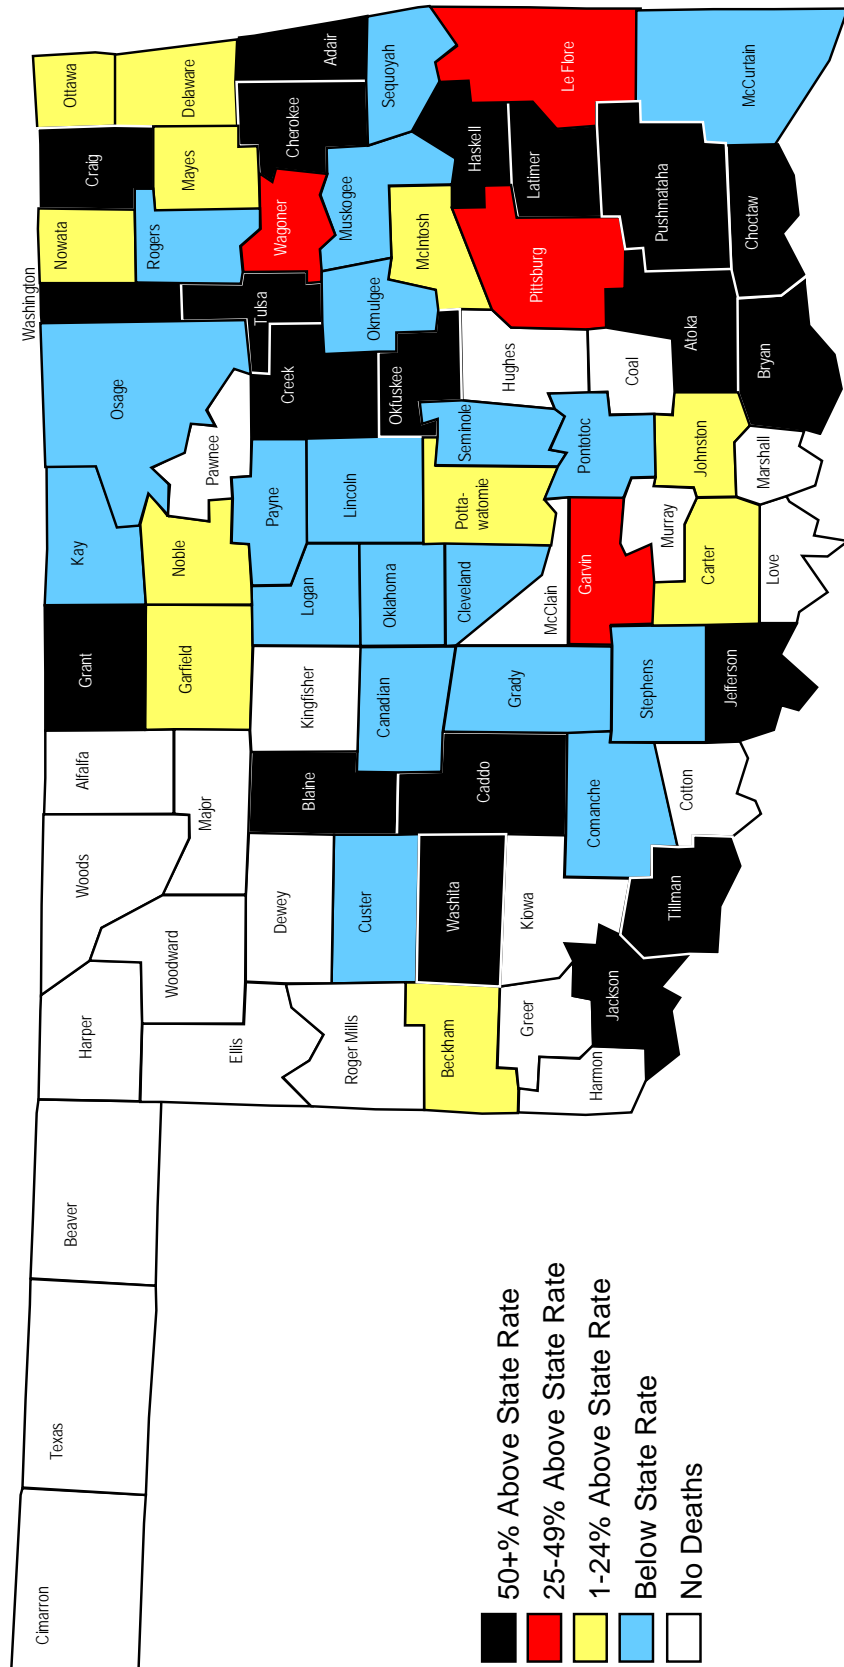 Cimarron
Texas
Beaver
Harper
Woods
Alfalfa
Grant
Kay
Osage
Washington
Nowata
Craig
Ottawa
Ellis
Woodward
Major
Garfield
Noble
Pawnee
Rogers
Mayes
Delaware
Roger Mills
Dewey
Blaine
Kingfisher
Logan
Payne
Creek
Tulsa
Wagoner
Cherokee
Adair
Beckham
Custer
Canadian
Oklahoma
Lincoln
Okfuskee
Okmulgee
Muskogee
Sequoyah
Greer
Washita
Caddo
Grady
Cleveland
Potta-
watomie
Seminole
Hughes
McIntosh
Haskell
Harmon
Jackson
Kiowa
Comanche
Stephens
McClain
Garvin
Pontotoc
Coal
Pittsburg
Latimer
Le Flore
Tillman
Cotton
Jefferson
Carter
Murray
Johnston
Atoka
Pushmataha
McCurtain
Love
Marshall
Bryan
Choctaw
50+% Above State Rate
25-49% Above State Rate
1-24% Above State Rate
Below State Rate
No Deaths